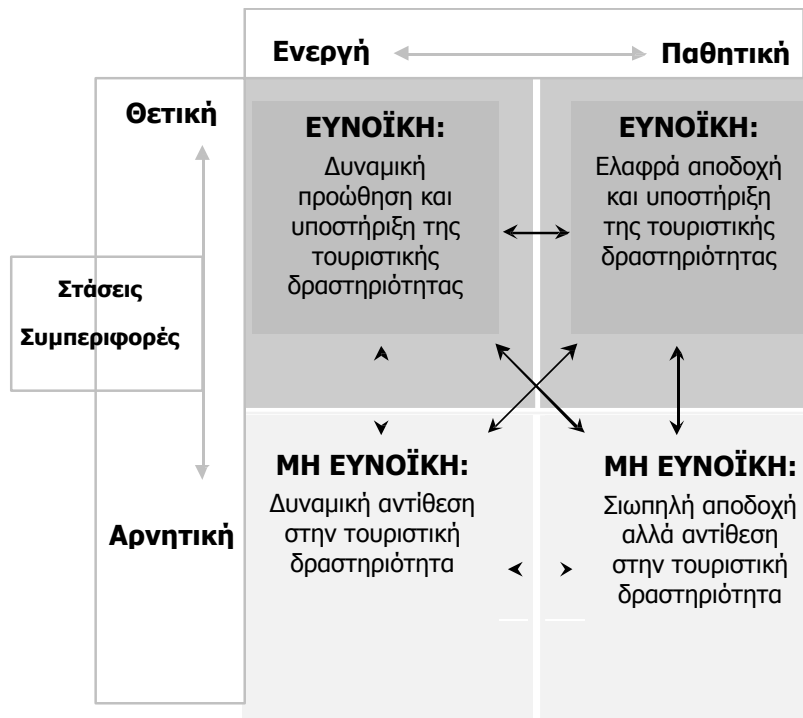 Ενεργή
Παθητική
Θετική
ΕΥΝΟΪΚΗ:
Δυναμική
προώθηση και
υποστήριξη της
τουριστικής
δραστηριότητας
ΕΥΝΟΪΚΗ:
Ελαφρά αποδοχή
και υποστήριξη
της τουριστικής
δραστηριότητας
Στάσεις
Συμπεριφορές
Αρνητική
ΜΗ ΕΥΝΟΪΚΗ:
Δυναμική αντίθεση
στην τουριστική
δραστηριότητα
ΜΗ ΕΥΝΟΪΚΗ:
Σιωπηλή αποδοχή
αλλά αντίθεση
στην τουριστική
δραστηριότητα